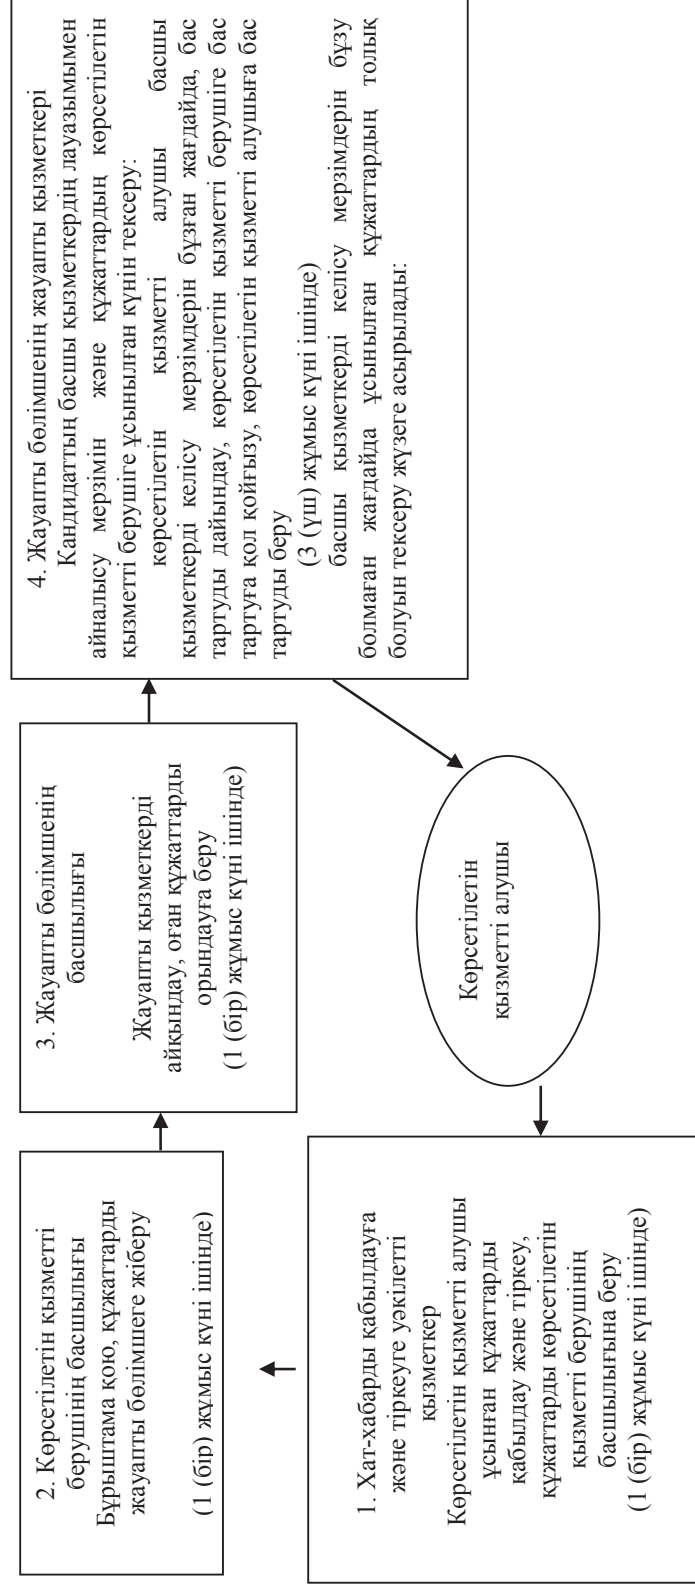 1. Хат-хабарды қабылдауға
және тіркеуге уәкілетті
қызметкер
Көрсетілетін қызметті алушы
ұсынған құжаттарды
қабылдау және тіркеу,
құжаттарды көрсетілетін
қызметті берушінің
басшылығына беру
(1 (бір) жұмыс күні ішінде)
2. Көрсетілетін қызметті
берушінің басшылығы
Бұрыштама қою, құжаттарды
жауапты бөлімшеге жіберу
(1 (бір) жұмыс күні ішінде)
3. Жауапты бөлімшенің
басшылығы
Жауапты қызметкерді
айқындау, оған құжаттарды
орындауға беру
(1 (бір) жұмыс күні ішінде)
4. Жауапты бөлімшенің жауапты қызметкері
Кандидаттың басшы қызметкердің лауазымымен
айналысу мерзімін және құжаттардың көрсетілетін
қызметті берушіге ұсынылған күнін тексеру:
көрсетілетін қызметті алушы басшы
қызметкерді келісу мерзімдерін бұзған жағдайда, бас
тартуды дайындау, көрсетілетін қызметті берушіге бас
тартуға қол қойғызу, көрсетілетін қызметті алушыға бас
тартуды беру
(3 (үш) жұмыс күні ішінде)
басшы қызметкерді келісу мерзімдерін бұзу
болмаған жағдайда ұсынылған құжаттардың толық
болуын тексеру жүзеге асырылады:
Көрсетілетін
қызметті алушы